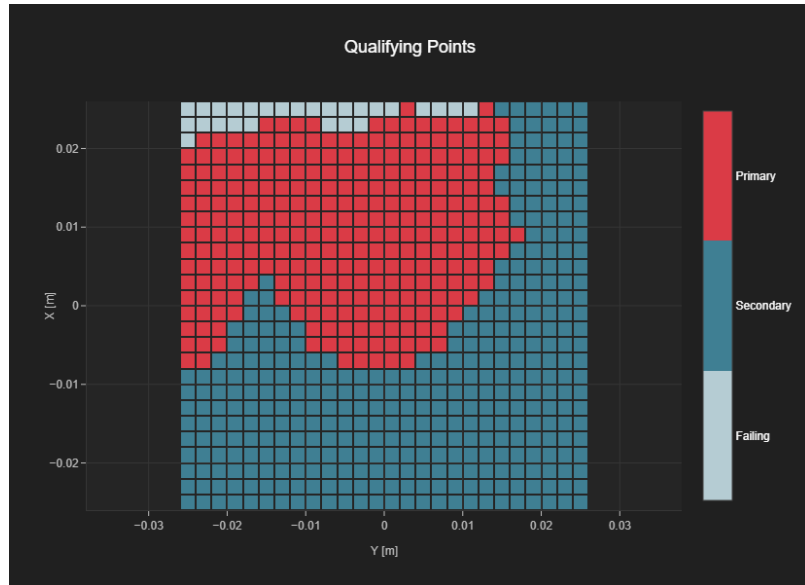 Qualifying Points
0.02
0.01
0
−0.01
−0.02
X [m]
−0.03
−0.02
−0.01
0
0.01
0.02
0.03
Y [m]
Primary
Secondary
Failing